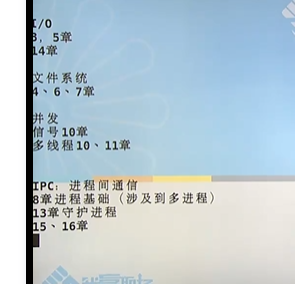 I/O
3, 5章
14章
文件系统
4、6、7章
并发
信号10章
多线程10、11章
IPC: 进程间通信
8章进程基础（涉及到多进程）
13章守护进程
15、16章